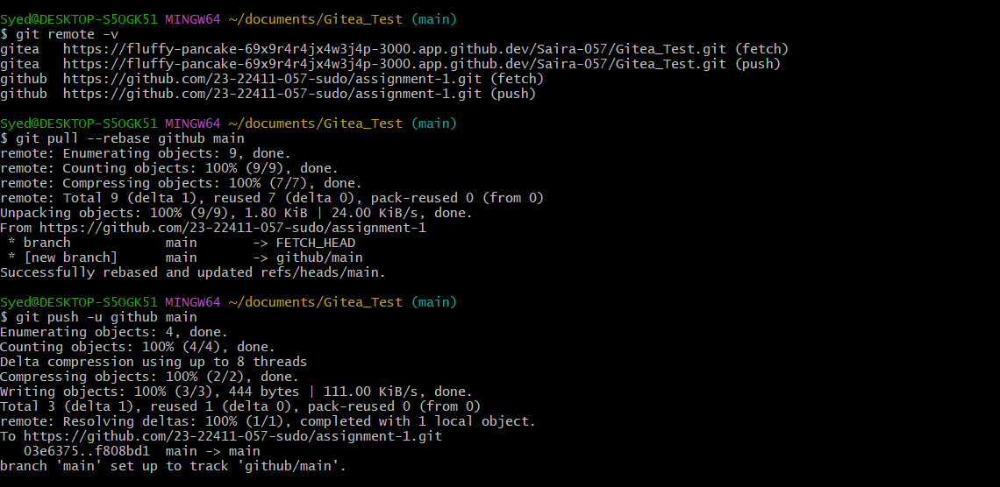 Syed@DESKTOP-S5OGK51 MINGW64 ~/documents/Gitea_Test (main)
$ git remote -v
gitea   https://fluffy-pancake-69x9r4r4jx4w3j4p-3000.app.github.dev/Saira-057/Gitea_Test.git (fetch)
gitea   https://fluffy-pancake-69x9r4r4jx4w3j4p-3000.app.github.dev/Saira-057/Gitea_Test.git (push)
github  https://github.com/23-22411-057-sudo/assignment-1.git (fetch)
github  https://github.com/23-22411-057-sudo/assignment-1.git (push)

Syed@DESKTOP-S5OGK51 MINGW64 ~/documents/Gitea_Test (main)
$ git pull --rebase github main
remote: Enumerating objects: 9, done.
remote: Counting objects: 100% (9/9), done.
remote: Compressing objects: 100% (7/7), done.
remote: Total 9 (delta 1), reused 7 (delta 0), pack-reused 0 (from 0)
Unpacking objects: 100% (9/9), 1.80 KiB | 24.00 KiB/s, done.
From https://github.com/23-22411-057-sudo/assignment-1
 * branch            main       -> FETCH_HEAD
 * [new branch]      main       -> github/main
Successfully rebased and updated refs/heads/main.

Syed@DESKTOP-S5OGK51 MINGW64 ~/documents/Gitea_Test (main)
$ git push -u github main
Enumerating objects: 4, done.
Counting objects: 100% (4/4), done.
Delta compression using up to 8 threads
Compressing objects: 100% (2/2), done.
Writing objects: 100% (3/3), 444 bytes | 111.00 KiB/s, done.
Total 3 (delta 1), reused 1 (delta 0), pack-reused 0 (from 0)
remote: Resolving deltas: 100% (1/1), completed with 1 local object.
To https://github.com/23-22411-057-sudo/assignment-1.git
   03e6375..f808bd1  main -> main
branch 'main' set up to track 'github/main'.